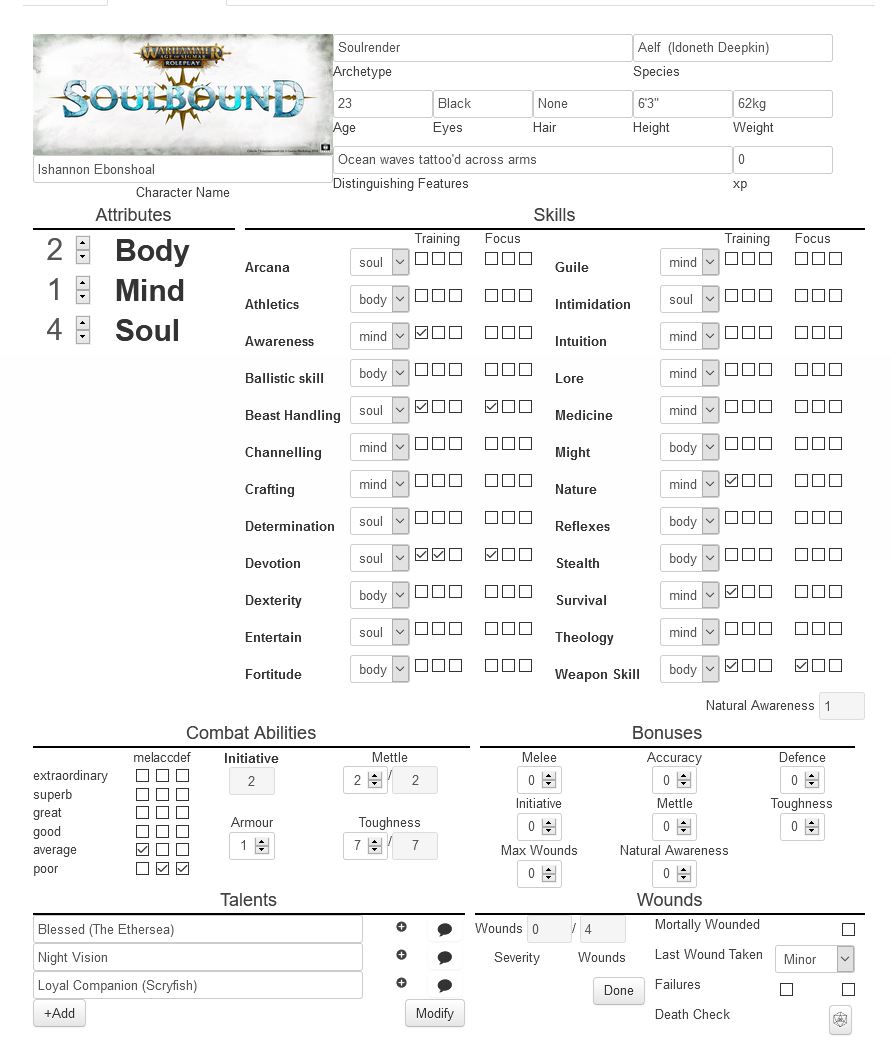 WARHAMMER
AGE OF SIGMAR
ROLEPLAY
SOULBOUND
Soulrender Aelf (Idoneth Deepkin)
Archetype Species
23 Black None 6'3" 62kg
Age Eyes Hair Height Weight
Ishannon Ebonshoal
Ocean waves tattoo'd across arms 0
Character Name
Distinguishing Features xp
Attributes
2 Body
1 Mind
4 Soul
Skills
Training Focus Training Focus
Arcana soul Guile mind
Athletics body Intimidation soul
Awareness mind Intuition mind
Ballistic skill body Lore mind
Beast Handling soul Medicine mind
Channelling mind Might body
Crafting mind Nature mind
Determination soul Reflexes body
Devotion soul Stealth body
Dexterity body Survival mind
Entertain soul Theology mind
Fortitude body Weapon Skill body
Natural Awareness 1
Combat Abilities
melaccdef
extraordinary
superb
great
good
average
poor
Initiative Mettle
2 2 / 2
Armour Toughness
1 7 / 7
Bonuses
Melee Accuracy Defence
0 0 0
Initiative Mettle Toughness
0 0 0
Max Wounds Natural Awareness
0 0
Talents
Blessed (The Ethersea)
Night Vision
Loyal Companion (Scryfish)
+Add Modify
Wounds
Wounds 0 / 4 Mortally Wounded
Severity Wounds Last Wound Taken Minor
Done Failures
Death Check